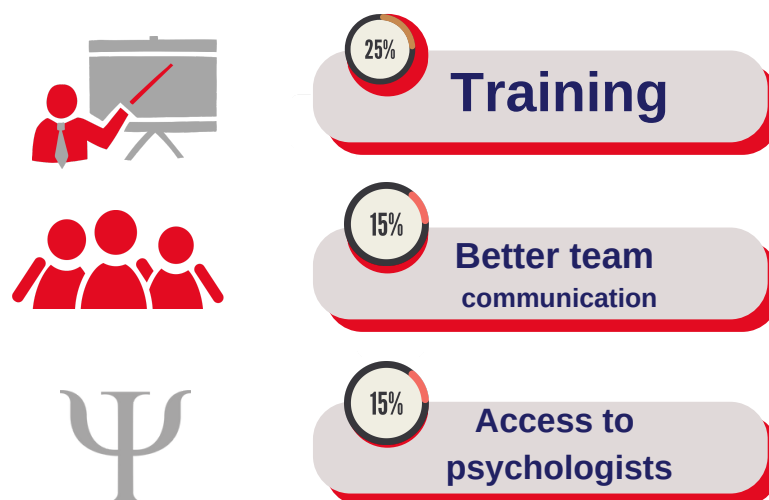 25%
Training
15%
Better team
communication
15%
Access to
psychologists